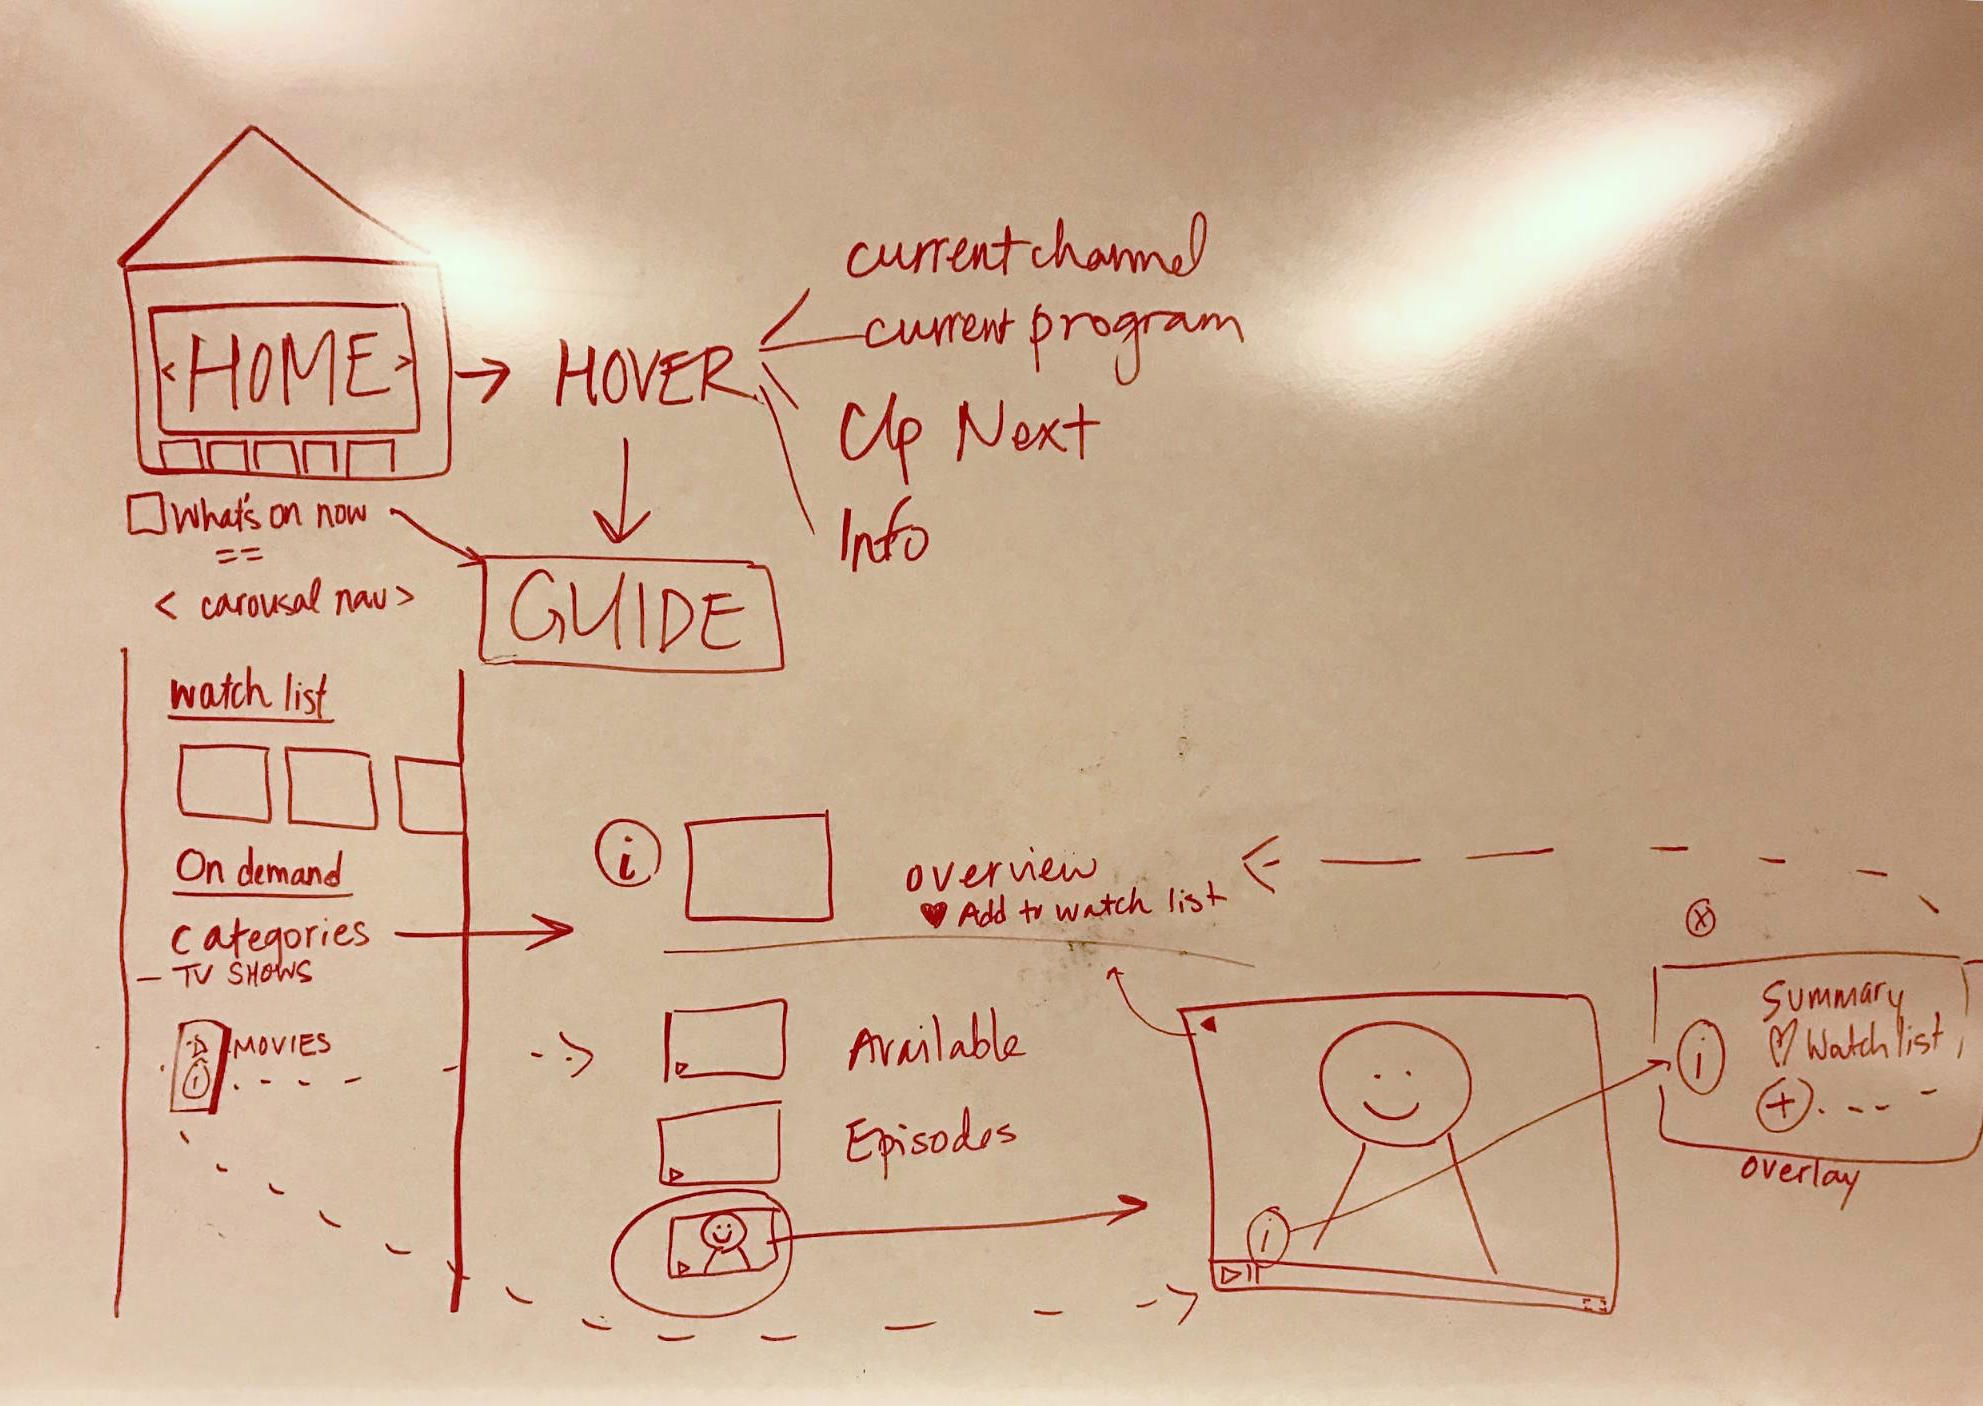 < HOME >
HOVER
current channel
current program
Up Next
Info
What's on now
==
< carousal nav >
GUIDE
watch list
On demand
categories
- TV SHOWS
MOVIES
i
i
overview
♥ Add to watch list
Available
Episodes
i
x
i
Summary
♡ Watch list
+ . - - -
overlay